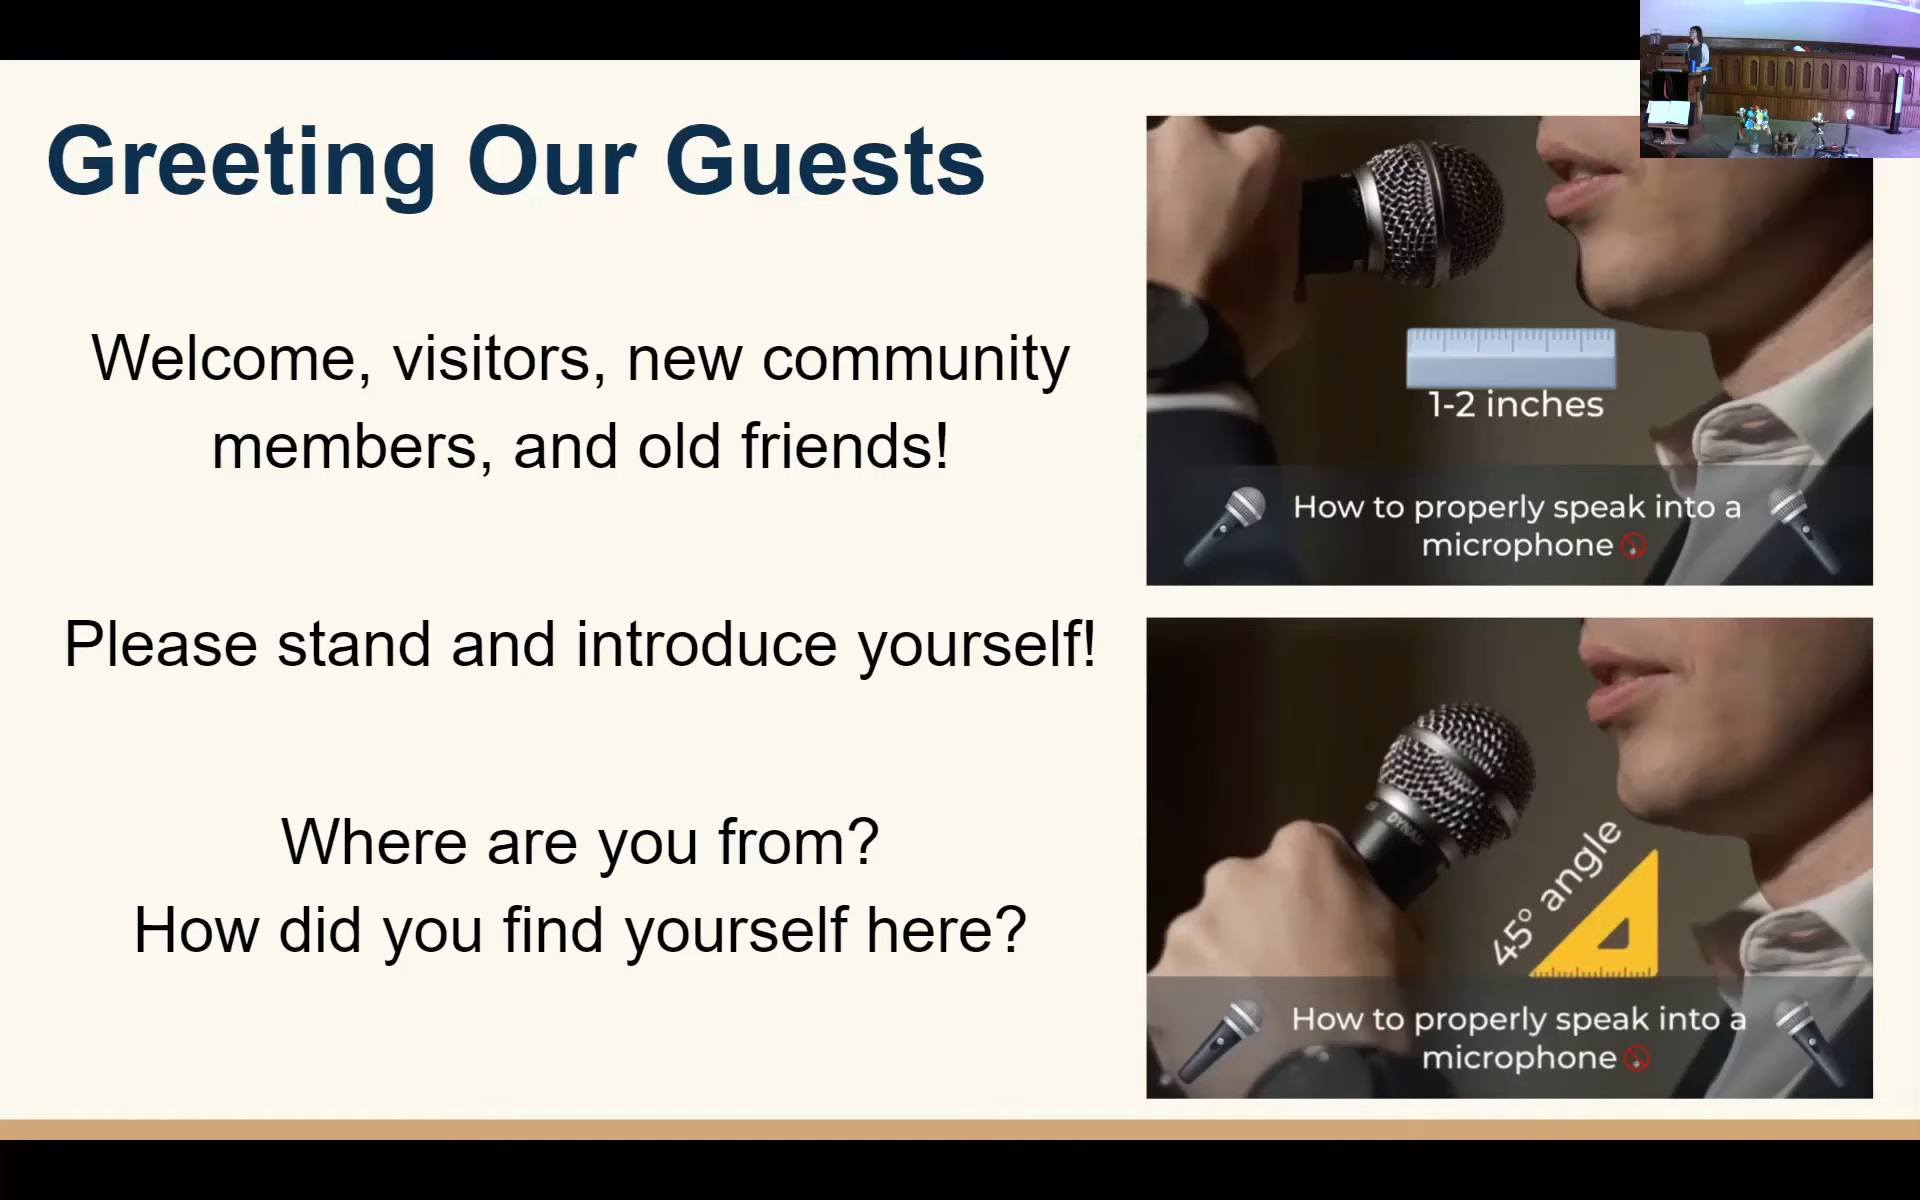 Greeting Our Guests
Welcome, visitors, new community
members, and old friends!
Please stand and introduce yourself!
Where are you from?
How did you find yourself here?
1-2 inches
How to properly speak into a
microphone
45° angle
How to properly speak into a
microphone